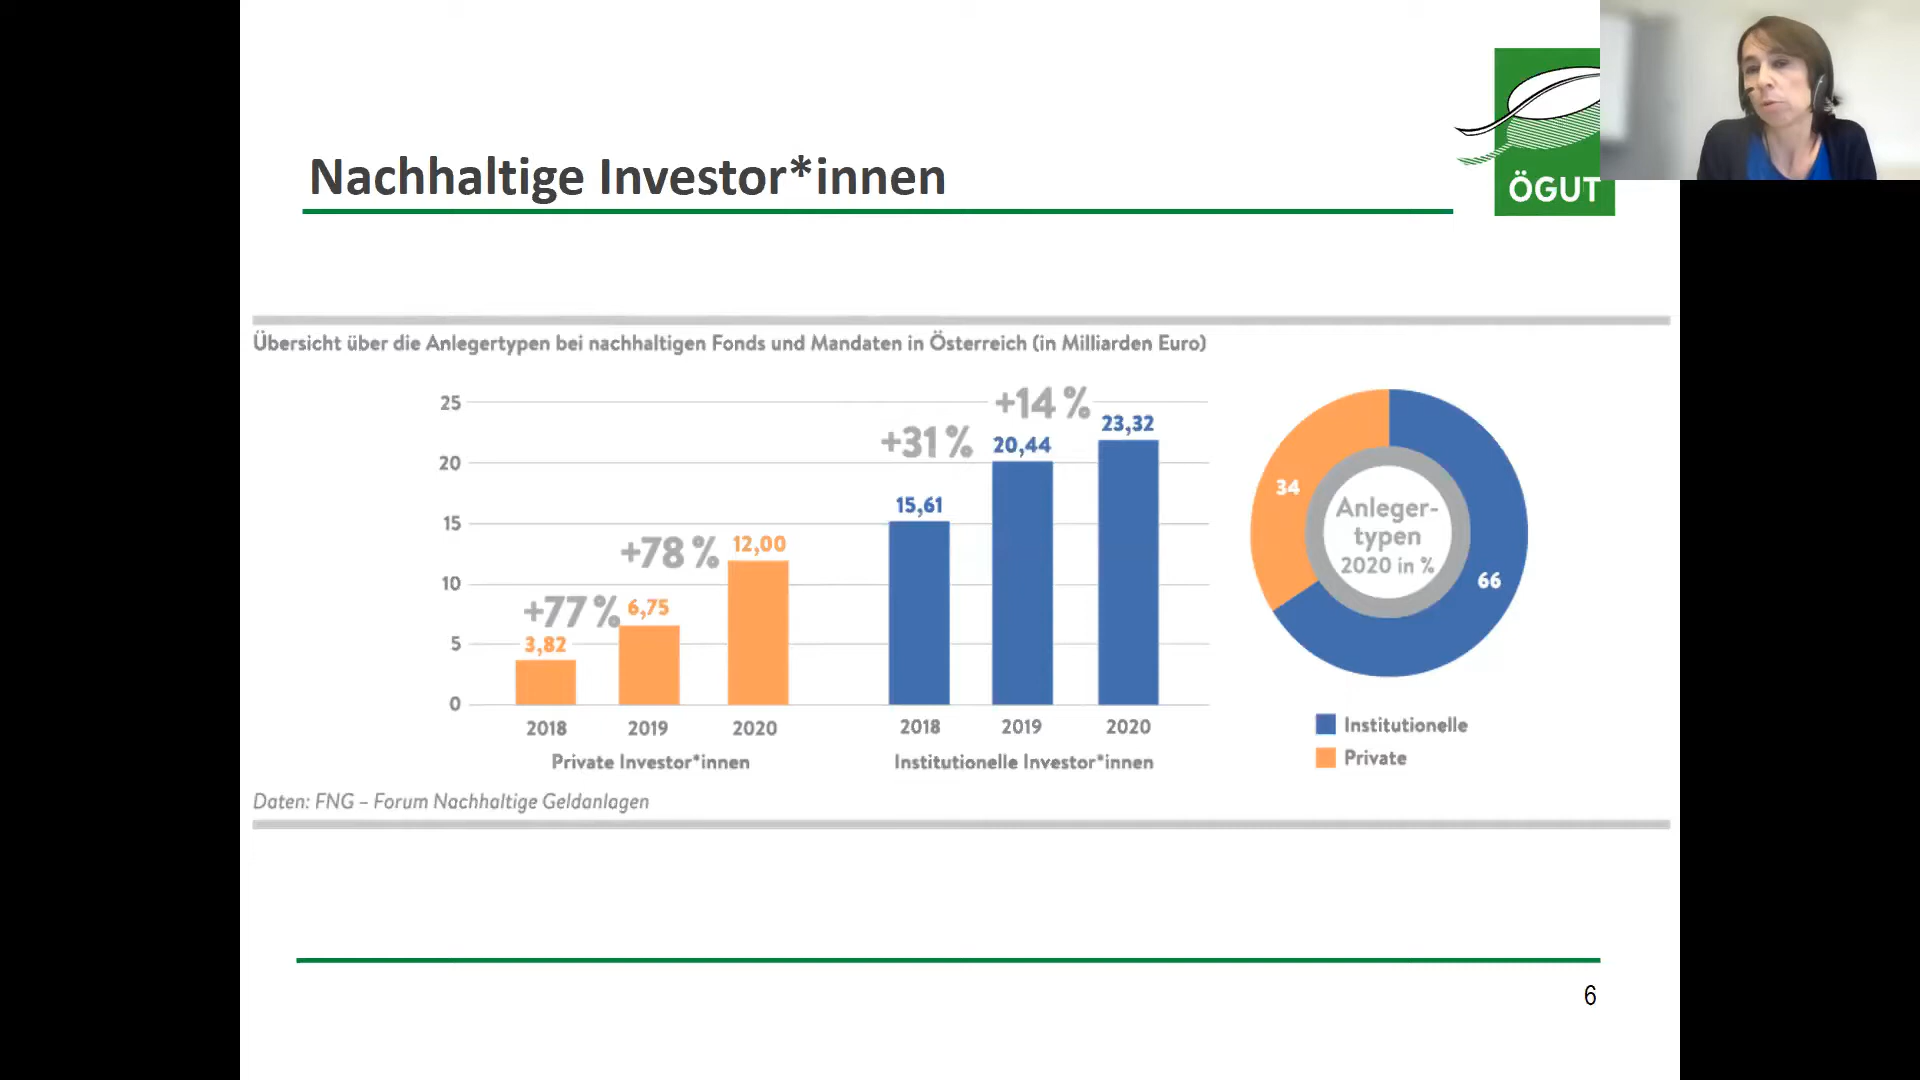 Nachhaltige Investor*innen
ÖGUT
Übersicht über die Anlegertypen bei nachhaltigen Fonds und Mandaten in Österreich (in Milliarden Euro)
25
20
15
10
5
0
+77 %
+78 %
3,82
6,75
12,00
2018
2019
2020
Private Investor*innen
+31 %
+14 %
15,61
20,44
23,32
2018
2019
2020
Institutionelle Investor*innen
34
66
Anleger-
typen
2020 in %
Institutionelle
Private
Daten: FNG – Forum Nachhaltige Geldanlagen
6